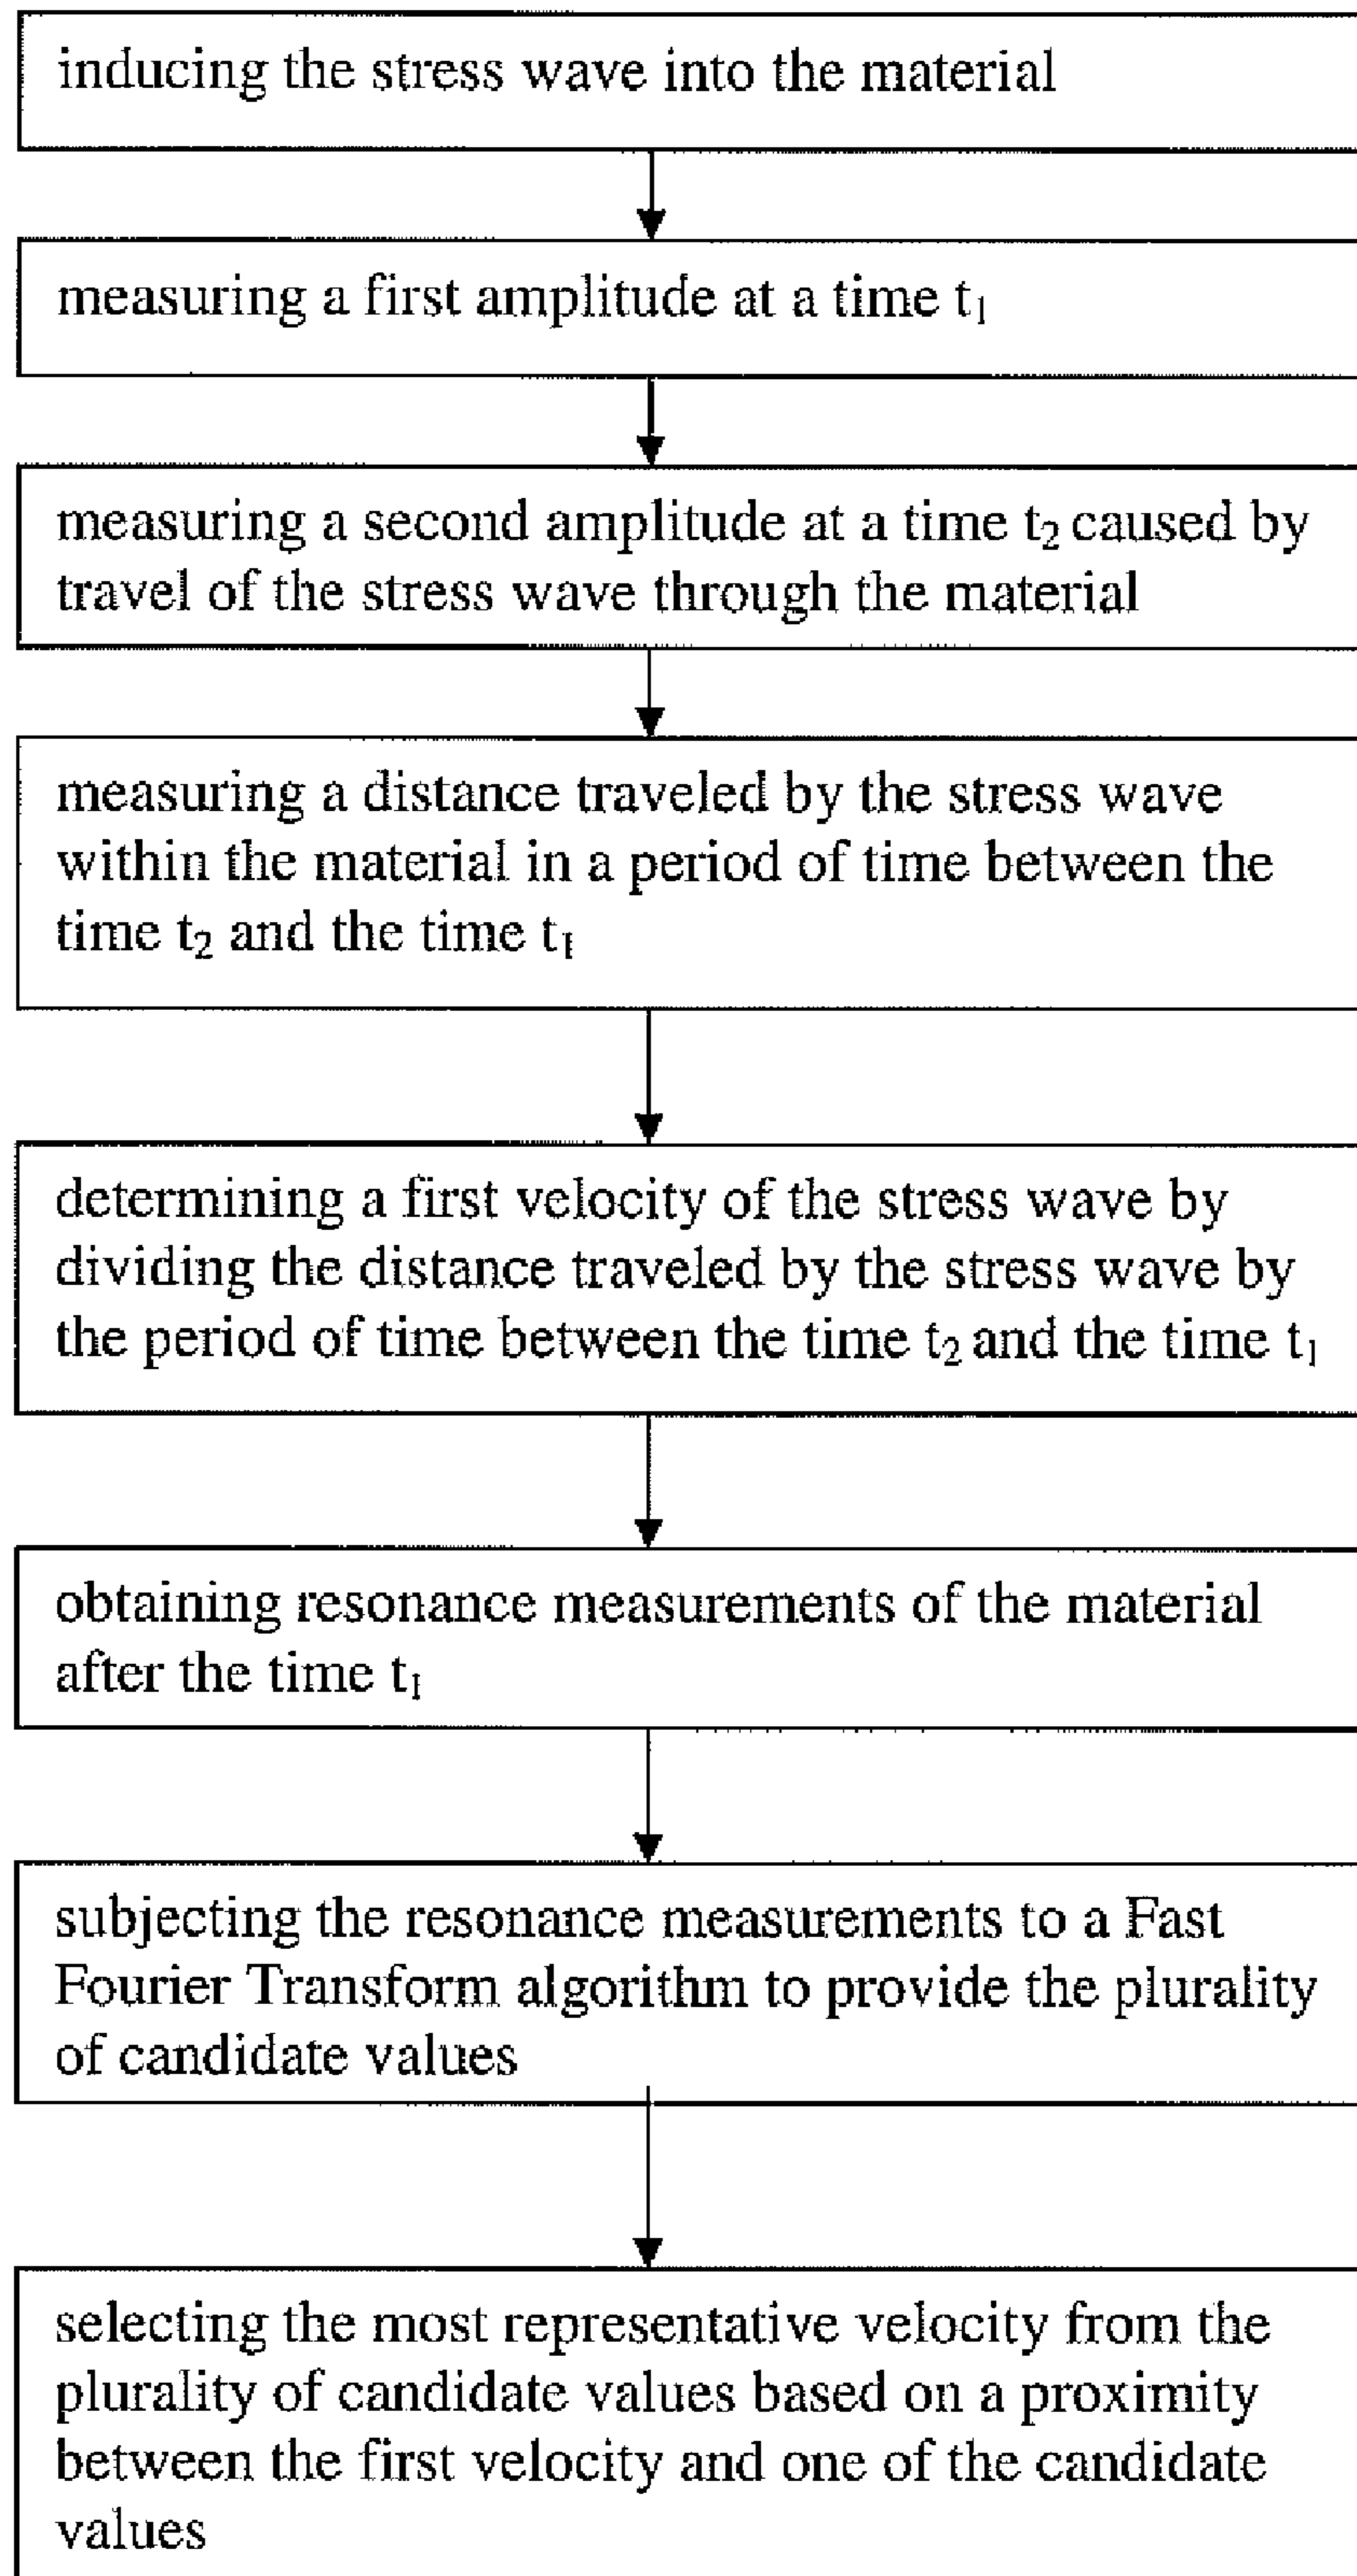 inducing the stress wave into the material
measuring a first amplitude at a time t₁
measuring a second amplitude at a time t₂ caused by
travel of the stress wave through the material
measuring a distance traveled by the stress wave
within the material in a period of time between the
time t₂ and the time t₁
determining a first velocity of the stress wave by
dividing the distance traveled by the stress wave by
the period of time between the time t₂ and the time t₁
obtaining resonance measurements of the material
after the time t₁
subjecting the resonance measurements to a Fast
Fourier Transform algorithm to provide the plurality
of candidate values
selecting the most representative velocity from the
plurality of candidate values based on a proximity
between the first velocity and one of the candidate
values